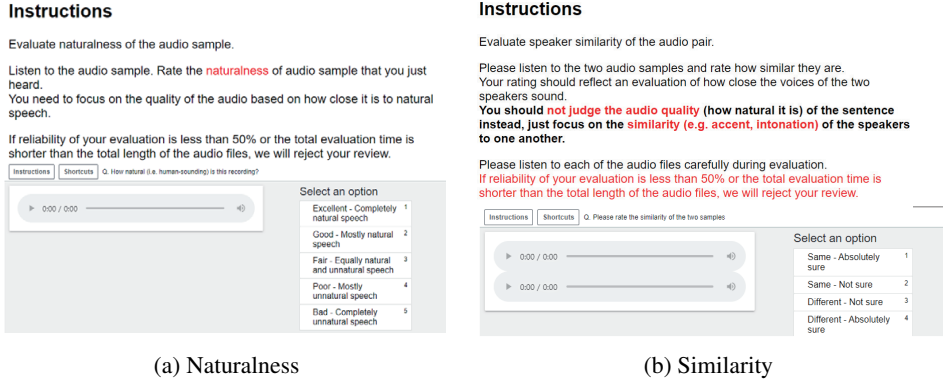 Instructions
Evaluate naturalness of the audio sample.
Listen to the audio sample. Rate the naturalness of audio sample that you just
heard.
You need to focus on the quality of the audio based on how close it is to natural
speech.
If reliability of your evaluation is less than 50% or the total evaluation time is
shorter than the total length of the audio files, we will reject your review.
Instructions Shortcuts Q. How natural (i.e. human-sounding) is this recording?
0:00 / 0:00
Select an option
Excellent - Completely 1
natural speech
Good - Mostly natural 2
speech
Fair - Equally natural 3
and unnatural speech
Poor - Mostly 4
unnatural speech
Bad - Completely 5
unnatural speech
(a) Naturalness
Instructions
Evaluate speaker similarity of the audio pair.
Please listen to the two audio samples and rate how similar they are.
Your rating should reflect an evaluation of how close the voices of the two
speakers sound.
You should not judge the audio quality (how natural it is) of the sentence
instead, just focus on the similarity (e.g. accent, intonation) of the speakers
to one another.
Please listen to each of the audio files carefully during evaluation.
If reliability of your evaluation is less than 50% or the total evaluation time is
shorter than the total length of the audio files, we will reject your review.
Instructions Shortcuts Q. Please rate the similarity of the two samples
0:00 / 0:00
0:00 / 0:00
Select an option
Same - Absolutely 1
sure
Same - Not sure 2
Different - Not sure 3
Different - Absolutely 4
sure
(b) Similarity